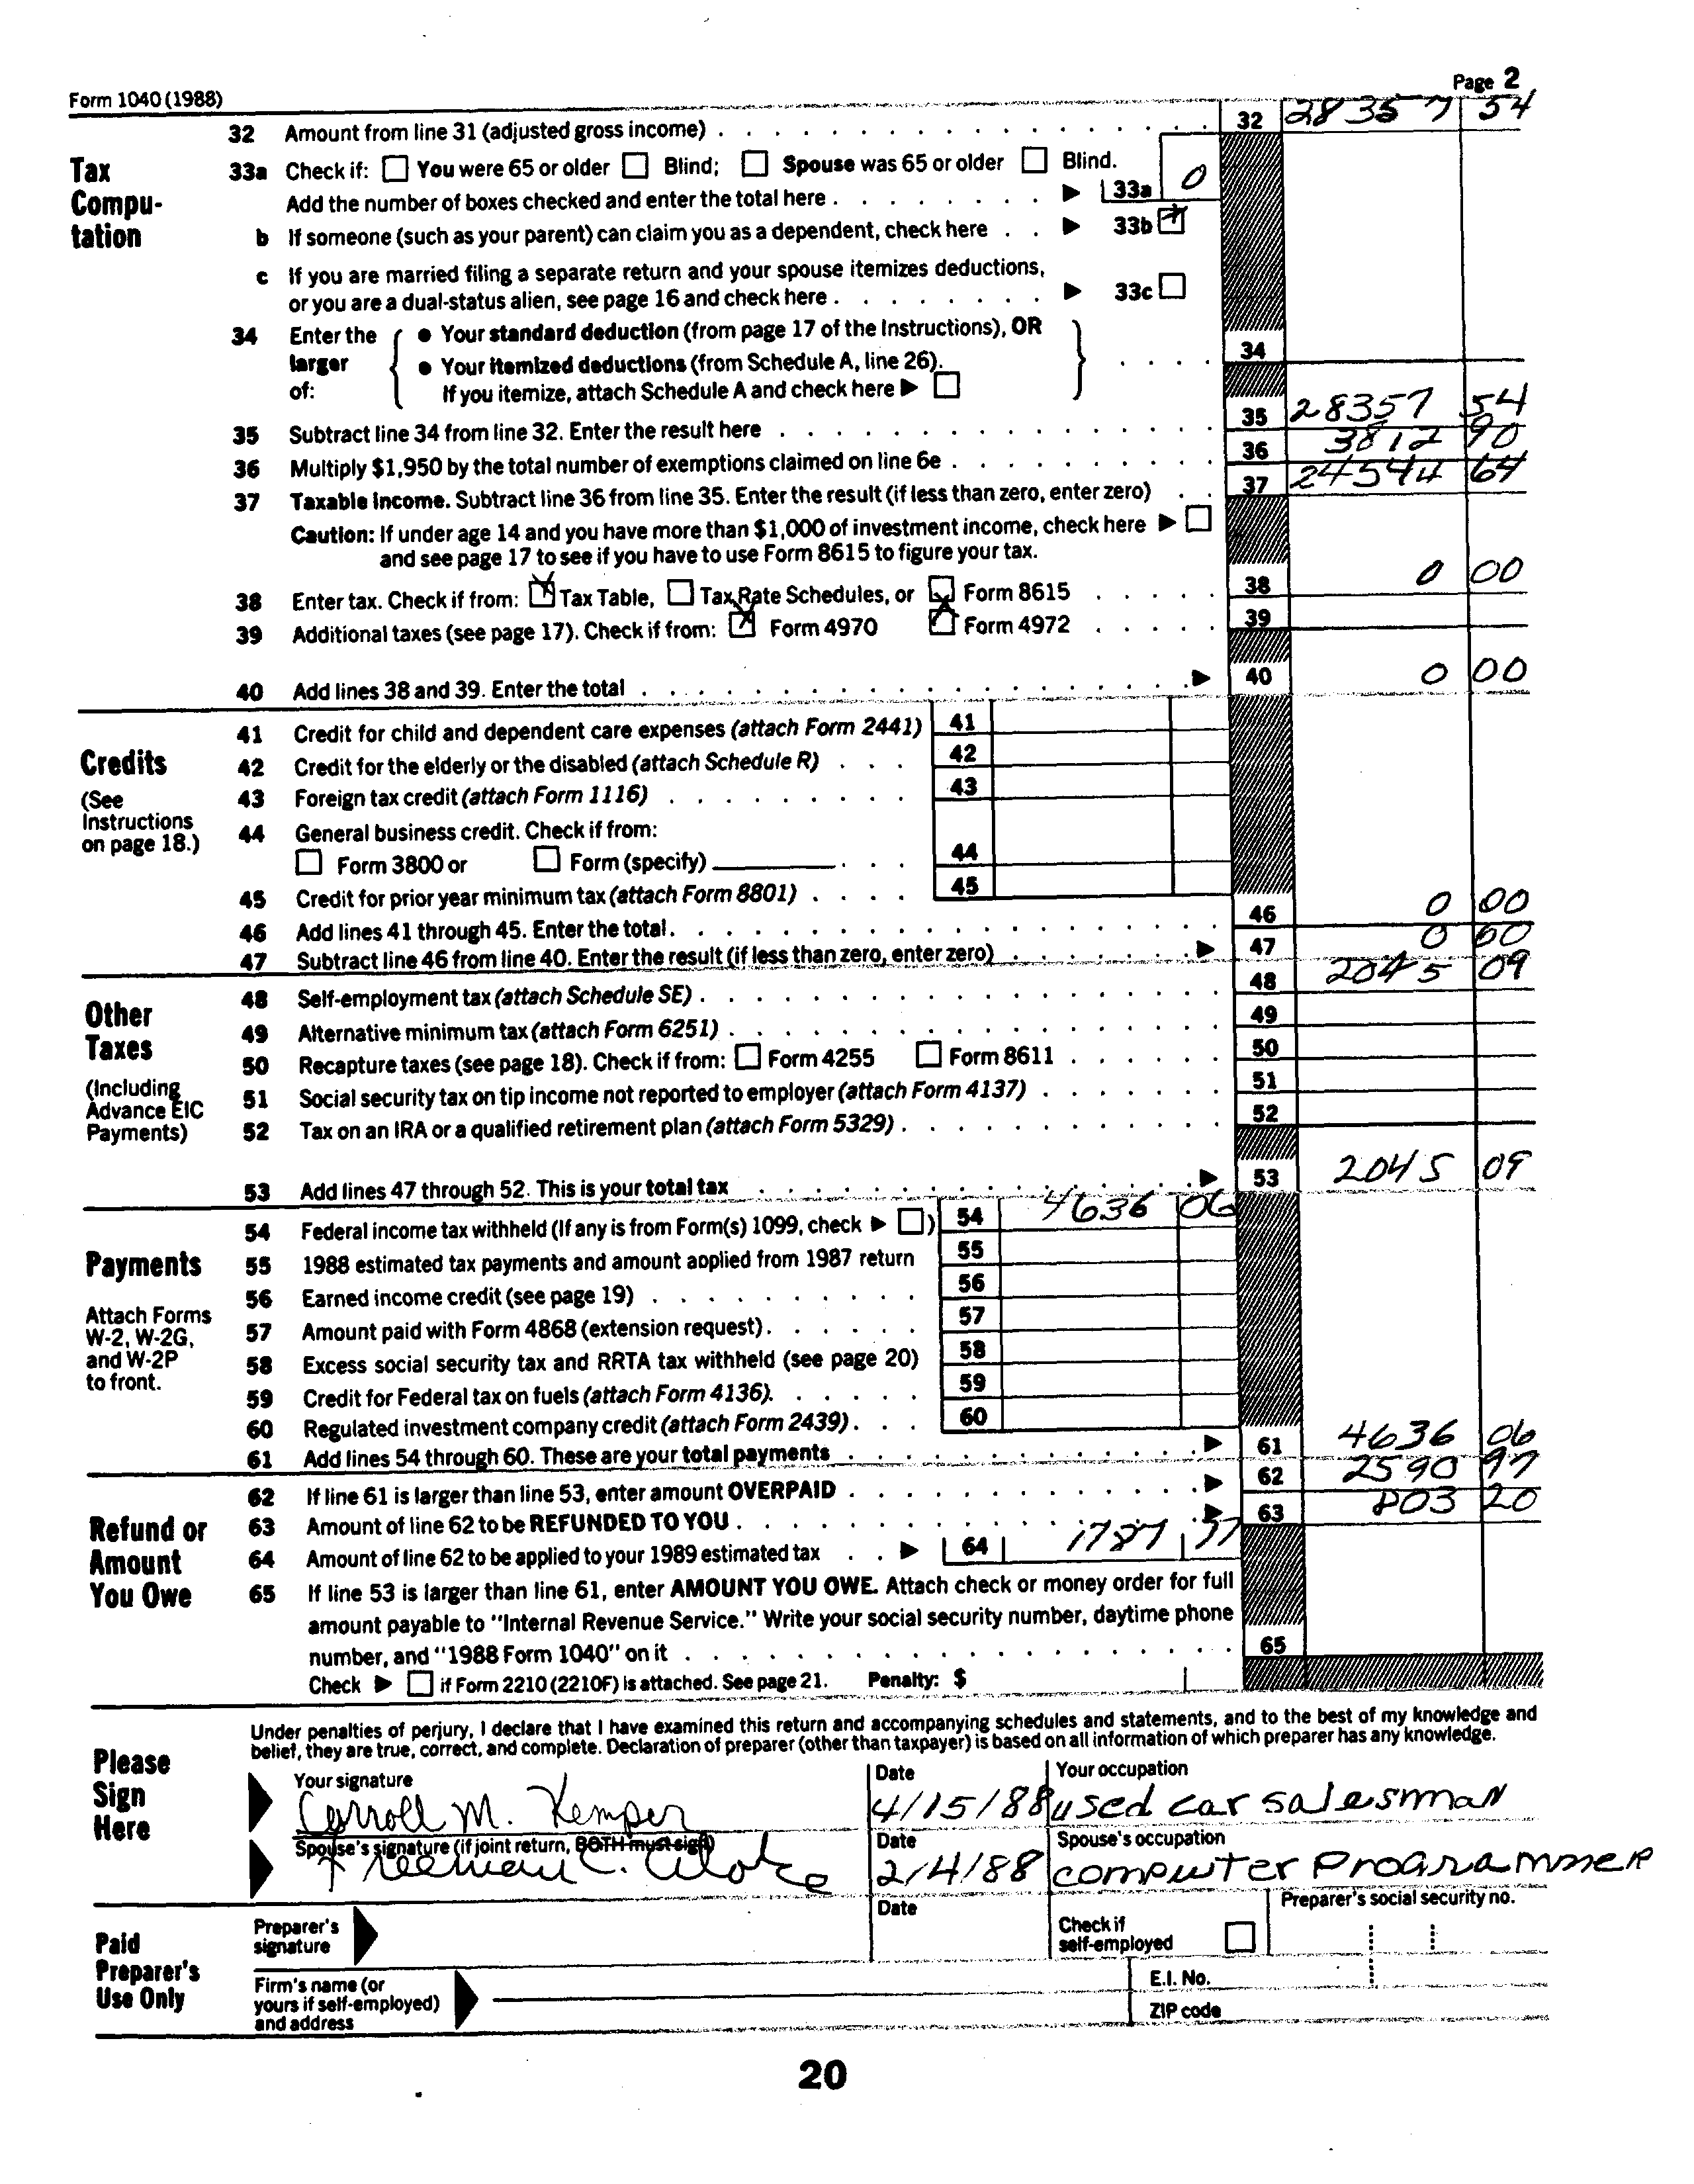 Form 1040 (1988)
Page 2
32 Amount from line 31 (adjusted gross income) 32 28357 54
Tax Compu-tation
33a Check if: You were 65 or older Blind; Spouse was 65 or older Blind.
Add the number of boxes checked and enter the total here 33a 0
b If someone (such as your parent) can claim you as a dependent, check here 33b
c If you are married filing a separate return and your spouse itemizes deductions,
or you are a dual-status alien, see page 16 and check here 33c
34 Enter the larger of:
• Your standard deduction (from page 17 of the Instructions), OR
• Your itemized deductions (from Schedule A, line 26).
If you itemize, attach Schedule A and check here
34
35 Subtract line 34 from line 32. Enter the result here 35 28357 54
36 Multiply $1,950 by the total number of exemptions claimed on line 6e 36 3812 90
37 Taxable income. Subtract line 36 from line 35. Enter the result (if less than zero, enter zero) 37 24544 64
Caution: If under age 14 and you have more than $1,000 of investment income, check here
and see page 17 to see if you have to use Form 8615 to figure your tax.
38 Enter tax. Check if from: Tax Table, Tax Rate Schedules, or Form 8615 38 0 00
39 Additional taxes (see page 17). Check if from: Form 4970 Form 4972 39
40 Add lines 38 and 39. Enter the total 40 0 00
Credits
(See Instructions on page 18.)
41 Credit for child and dependent care expenses (attach Form 2441) 41
42 Credit for the elderly or the disabled (attach Schedule R) 42
43 Foreign tax credit (attach Form 1116) 43
44 General business credit. Check if from:
Form 3800 or Form (specify) 44
45 Credit for prior year minimum tax (attach Form 8801) 45
46 Add lines 41 through 45. Enter the total. 46 0 00
47 Subtract line 46 from line 40. Enter the result (if less than zero, enter zero) 47 0 00
Other Taxes
(Including Advance EIC Payments)
48 Self-employment tax (attach Schedule SE) 48 2045 09
49 Alternative minimum tax (attach Form 6251) 49
50 Recapture taxes (see page 18). Check if from: Form 4255 Form 8611 50
51 Social security tax on tip income not reported to employer (attach Form 4137) 51
52 Tax on an IRA or a qualified retirement plan (attach Form 5329) 52
53 Add lines 47 through 52. This is your total tax 53 2045 09
Payments
Attach Forms W-2, W-2G, and W-2P to front.
54 Federal income tax withheld (If any is from Form(s) 1099, check ) 54 4636 06
55 1988 estimated tax payments and amount applied from 1987 return 55
56 Earned income credit (see page 19) 56
57 Amount paid with Form 4868 (extension request) 57
58 Excess social security tax and RRTA tax withheld (see page 20) 58
59 Credit for Federal tax on fuels (attach Form 4136). 59
60 Regulated investment company credit (attach Form 2439) 60
61 Add lines 54 through 60. These are your total payments 61 4636 06
Refund or Amount You Owe
62 If line 61 is larger than line 53, enter amount OVERPAID 62 2590 97
63 Amount of line 62 to be REFUNDED TO YOU 63 803 20
64 Amount of line 62 to be applied to your 1989 estimated tax 64 1787
65 If line 53 is larger than line 61, enter AMOUNT YOU OWE. Attach check or money order for full
amount payable to "Internal Revenue Service." Write your social security number, daytime phone
number, and "1988 Form 1040" on it 65
Check if Form 2210 (2210F) is attached. See page 21. Penalty: $
Please Sign Here
Under penalties of perjury, I declare that I have examined this return and accompanying schedules and statements, and to the best of my knowledge and
belief, they are true, correct, and complete. Declaration of preparer (other than taxpayer) is based on all information of which preparer has any knowledge.
Your signature Date Your occupation
Carroll M. Kemper 4/15/88 used car salesman
Spouse's signature (if joint return, BOTH must sign) Date Spouse's occupation
Freeman C. 2/4/88 computer Programmer
Paid Preparer's Use Only
Preparer's signature Date Check if self-employed Preparer's social security no.
Firm's name (or yours if self-employed) and address
E.I. No.
ZIP code
20